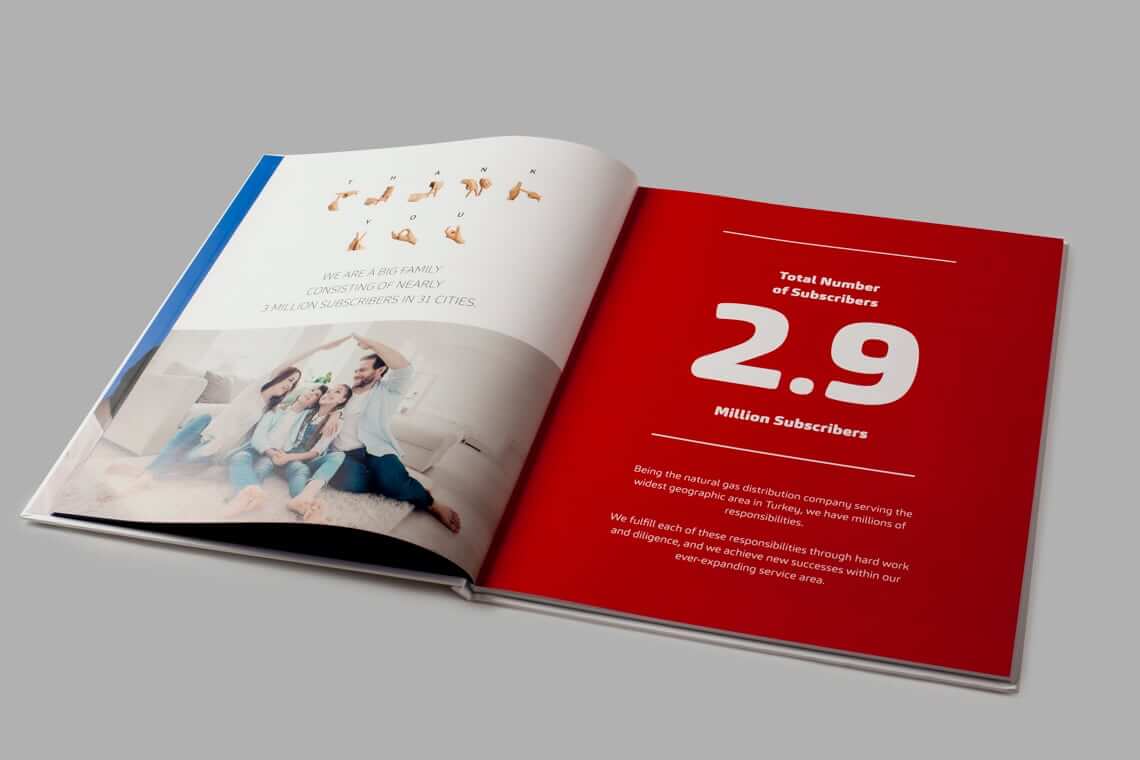 T H A N K
Y O U
WE ARE A BIG FAMILY
CONSISTING OF NEARLY
3 MILLION SUBSCRIBERS IN 31 CITIES.
Total Number
of Subscribers
2.9
Million Subscribers
Being the natural gas distribution company serving the
widest geographic area in Turkey, we have millions of
responsibilities.
We fulfill each of these responsibilities through hard work
and diligence, and we achieve new successes within our
ever-expanding service area.